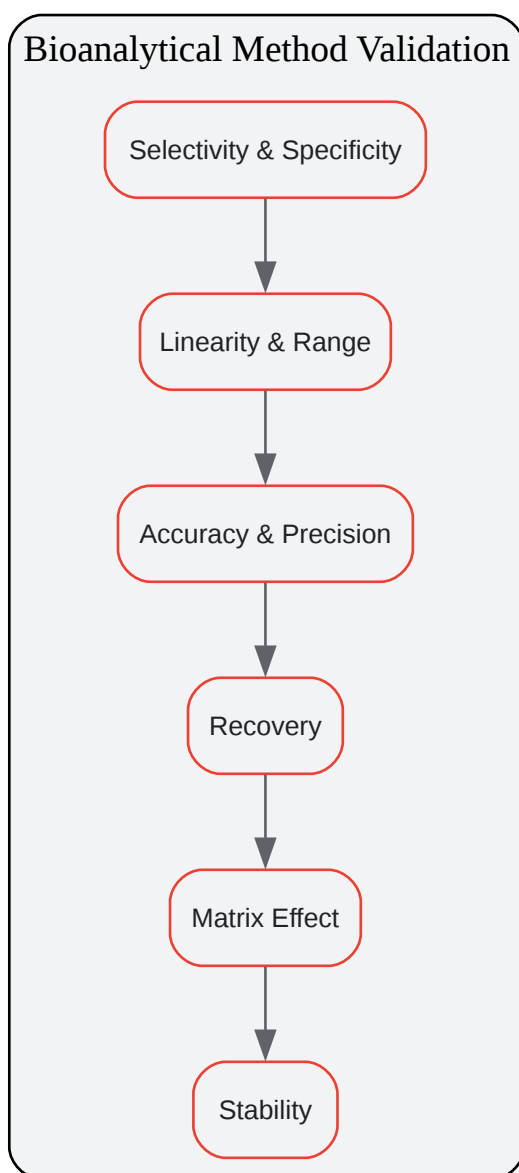 Bioanalytical Method Validation
Selectivity & Specificity
Linearity & Range
Accuracy & Precision
Recovery
Matrix Effect
Stability